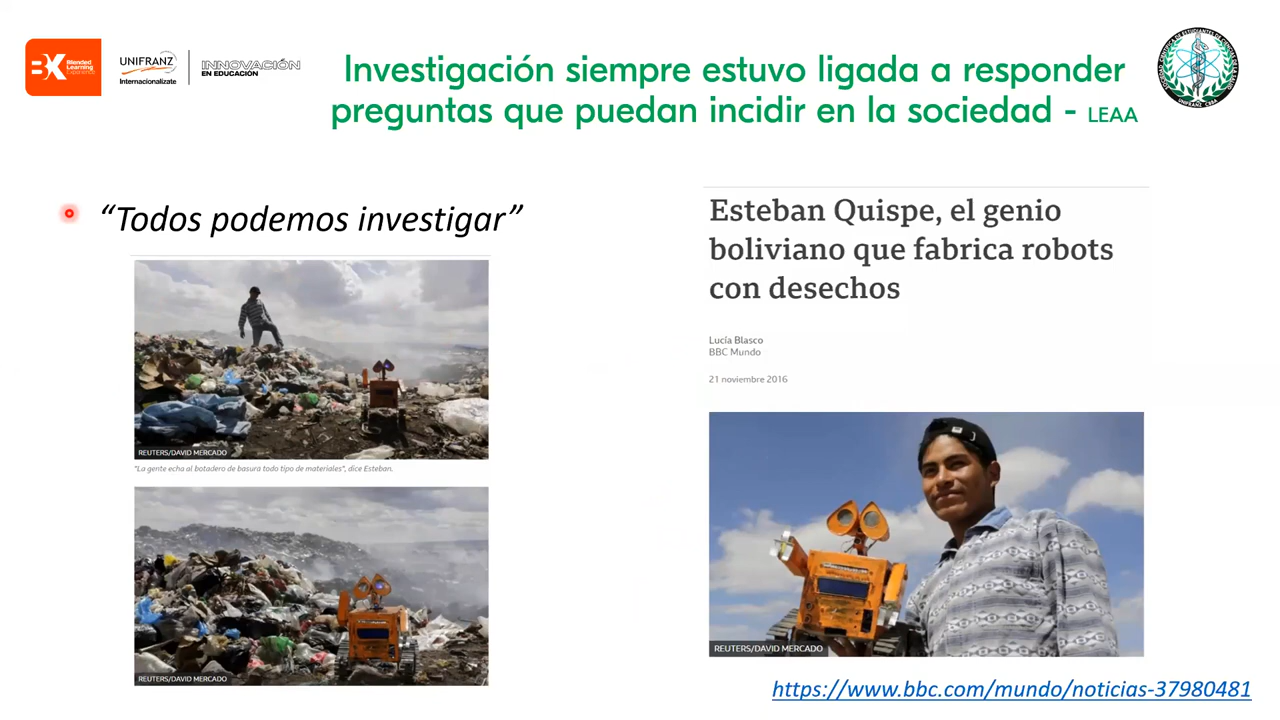 BX Blended Learning Experience
UNIFRANZ
Internacionalízate
INNOVACIÓN
EN EDUCACIÓN
Investigación siempre estuvo ligada a responder
preguntas que puedan incidir en la sociedad - LEAA
UNIFRANZ CBBA
“Todos podemos investigar”
REUTERS/DAVID MERCADO
"La gente echa al botadero de basura todo tipo de materiales", dice Esteban.
REUTERS/DAVID MERCADO
Esteban Quispe, el genio
boliviano que fabrica robots
con desechos
Lucía Blasco
BBC Mundo
21 noviembre 2016
REUTERS/DAVID MERCADO
https://www.bbc.com/mundo/noticias-37980481